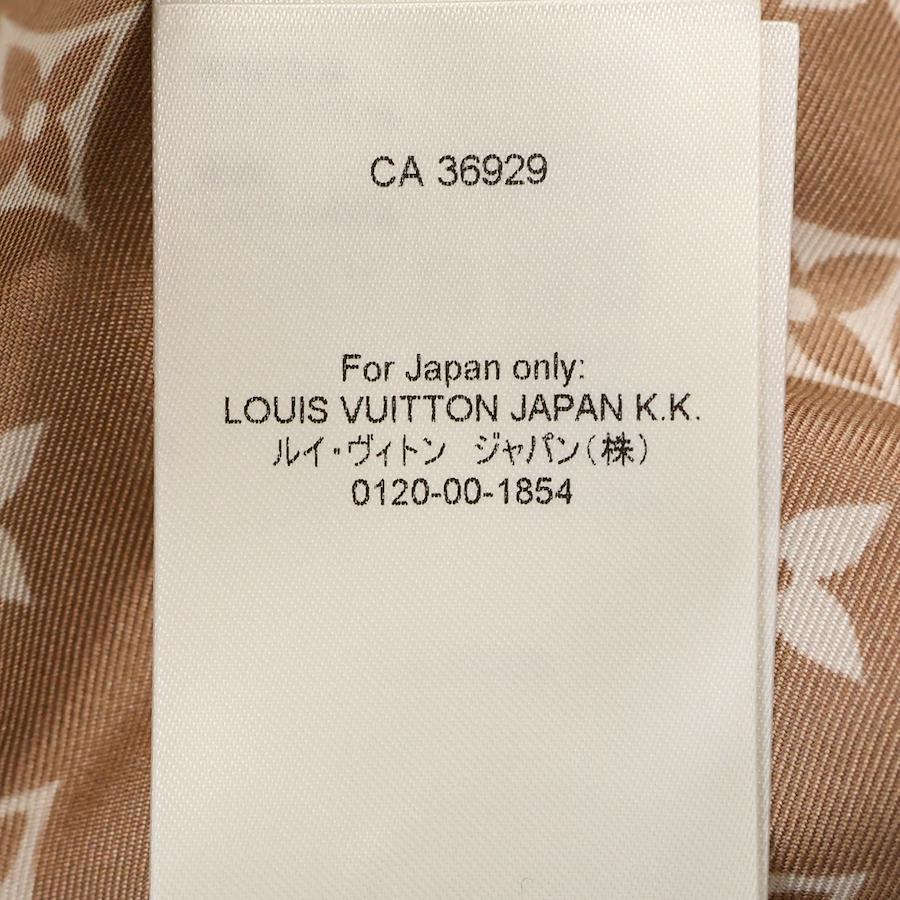 CA 36929
For Japan only:
LOUIS VUITTON JAPAN K.K.
ルイ・ヴィトン　ジャパン(株)
0120-00-1854